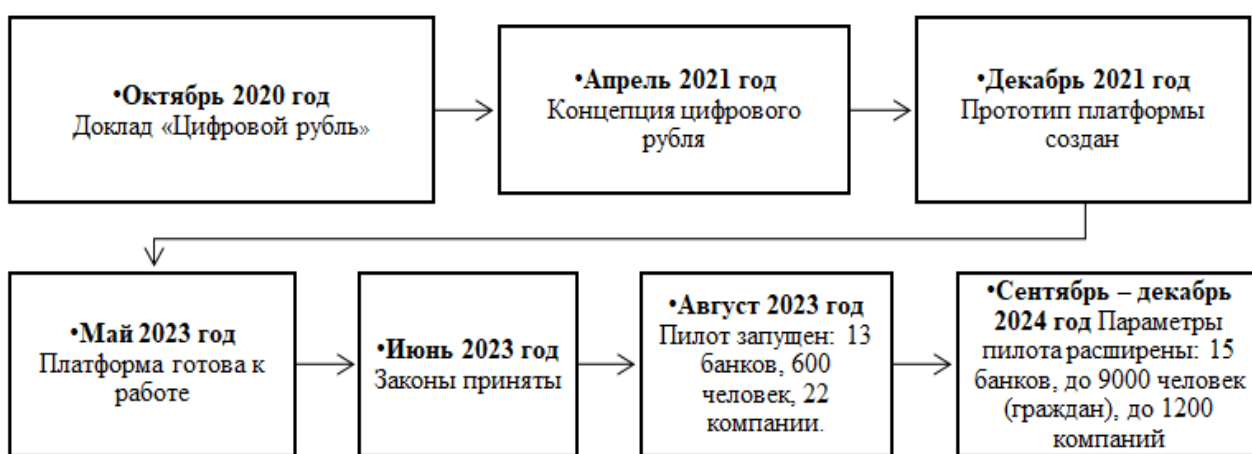 •Октябрь 2020 год
Доклад «Цифровой рубль»
•Апрель 2021 год
Концепция цифрового
рубля
•Декабрь 2021 год
Прототип платформы
создан
•Май 2023 год
Платформа готова к
работе
•Июнь 2023 год
Законы приняты
•Август 2023 год
Пилот запущен: 13
банков, 600
человек, 22
компании.
•Сентябрь – декабрь
2024 год Параметры
пилота расширены: 15
банков, до 9000 человек
(граждан), до 1200
компаний